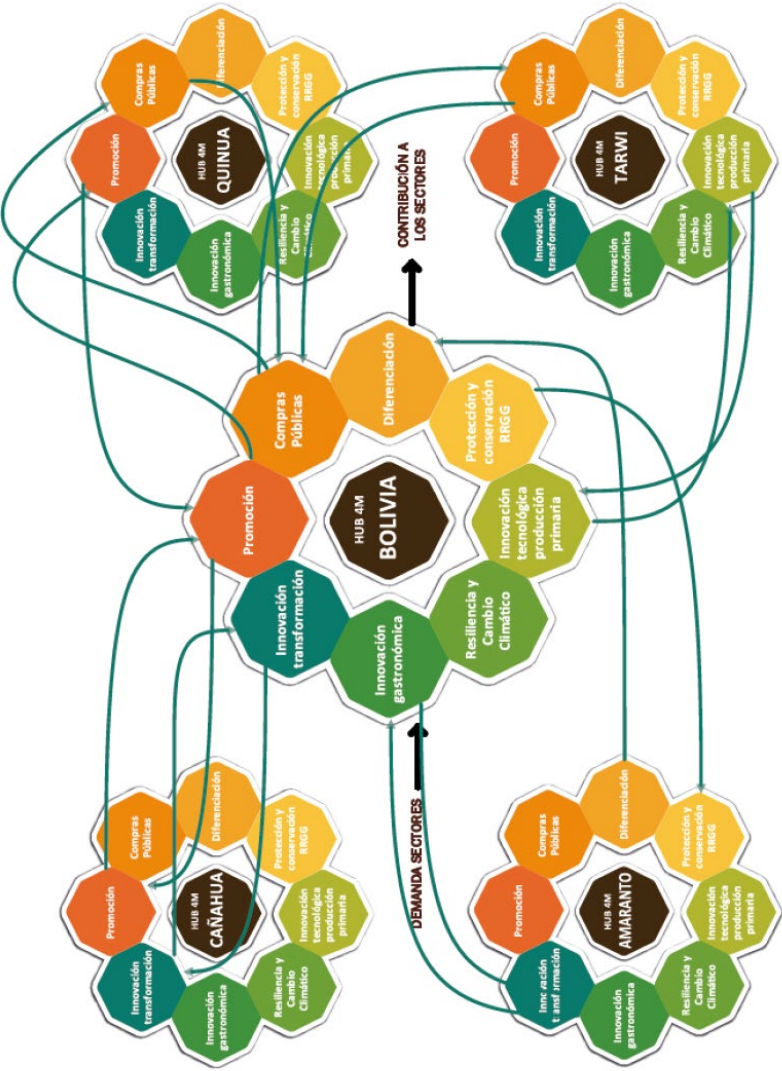 Promoción
Compras
Públicas
Diferenciación
Protección y
conservación
RRGG
Innovación
tecnológica
producción
primaria
Resiliencia y
Cambio
Climático
Innovación
gastronómica
Innovación
transformación
HUB 4M
AMARANTO
DEMANDA SECTORES
Promoción
Compras
Públicas
Diferenciación
Protección y
conservación
RRGG
Innovación
tecnológica
producción
primaria
Resiliencia y
Cambio
Climático
Innovación
gastronómica
Innovación
transformación
HUB 4M
CAÑAHUA
Promoción
Compras
Públicas
Diferenciación
Protección y
conservación
RRGG
Innovación
tecnológica
producción
primaria
Resiliencia y
Cambio
Climático
Innovación
gastronómica
Innovación
transformación
HUB 4M
BOLIVIA
Promoción
Compras
Públicas
Diferenciación
Protección y
conservación
RRGG
Innovación
tecnológica
producción
primaria
Resiliencia y
Cambio
Climático
Innovación
gastronómica
Innovación
transformación
HUB 4M
TARWI
CONTRIBUCIÓN A
LOS SECTORES
Promoción
Compras
Públicas
Diferenciación
Protección y
conservación
RRGG
Innovación
tecnológica
producción
primaria
Resiliencia y
Cambio
Climático
Innovación
gastronómica
Innovación
transformación
HUB 4M
QUINUA